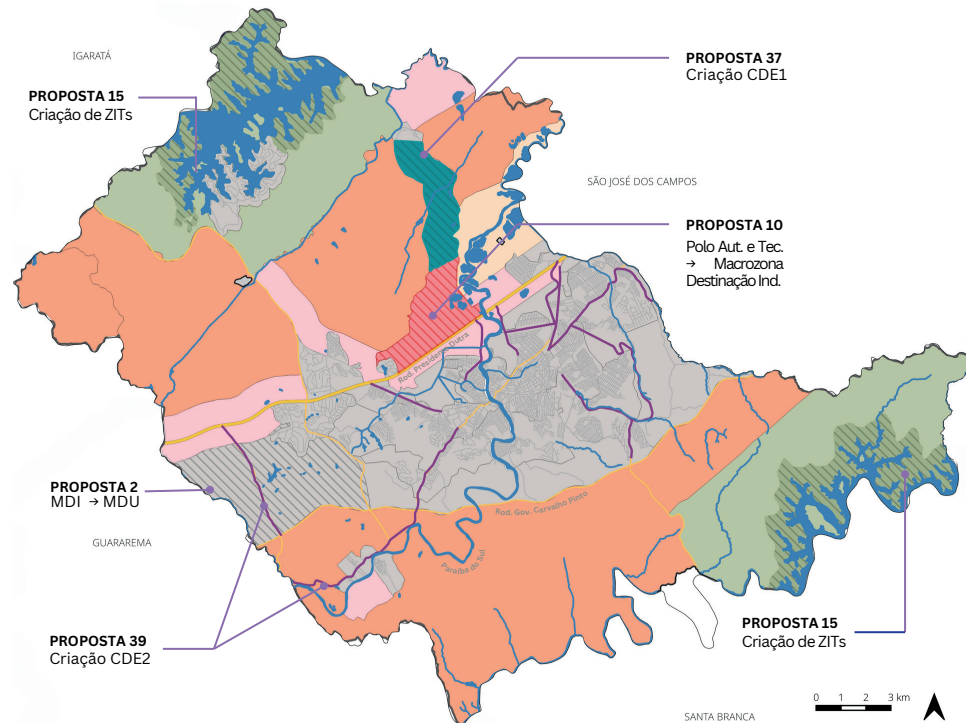 IGARATÁ
PROPOSTA 15
Criação de ZITs
PROPOSTA 37
Criação CDE1
SÃO JOSÉ DOS CAMPOS
PROPOSTA 10
Polo Aut. e Tec.
→ Macrozona
Destinação Ind.
Rod. Presidente Dutra
PROPOSTA 2
MDI → MDU
Rod. Gov. Carvalho Pinto
GUARAREMA
Paraíba do Sul
PROPOSTA 39
Criação CDE2
PROPOSTA 15
Criação de ZITs
0 1 2 3 km
SANTA BRANCA